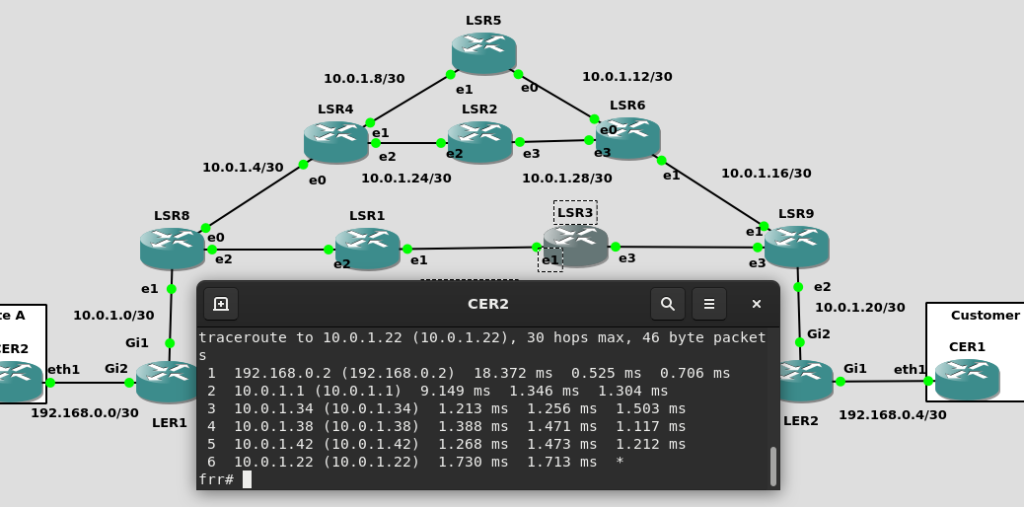 LSR5
10.0.1.8/30
10.0.1.12/30
e1
e0
LSR4
LSR2
LSR6
e1
e0
e2
e2
e3
e3
10.0.1.4/30
e0
10.0.1.24/30
10.0.1.28/30
e1
10.0.1.16/30
LSR8
LSR1
LSR3
LSR9
e0
e1
e2
e2
e1
e1
e3
e3
e1
CER2
e2
10.0.1.0/30
10.0.1.20/30
te A
Customer
Gi1
Gi2
CER2
CER1
eth1
Gi2
Gi1
eth1
192.168.0.0/30
LER1
LER2
192.168.0.4/30
traceroute to 10.0.1.22 (10.0.1.22), 30 hops max, 46 byte packet
s
1  192.168.0.2 (192.168.0.2)  18.372 ms  0.525 ms  0.706 ms
2  10.0.1.1 (10.0.1.1)  9.149 ms  1.346 ms  1.304 ms
3  10.0.1.34 (10.0.1.34)  1.213 ms  1.256 ms  1.503 ms
4  10.0.1.38 (10.0.1.38)  1.388 ms  1.471 ms  1.117 ms
5  10.0.1.42 (10.0.1.42)  1.268 ms  1.473 ms  1.212 ms
6  10.0.1.22 (10.0.1.22)  1.730 ms  1.713 ms  *
frr#